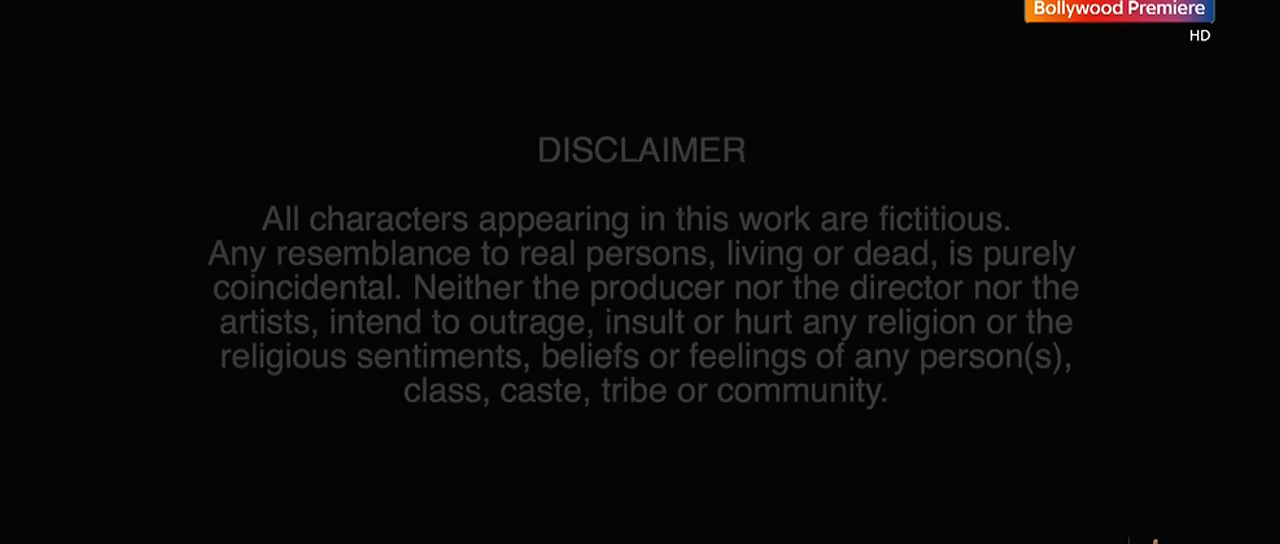 Bollywood Premiere
HD
DISCLAIMER
All characters appearing in this work are fictitious.
Any resemblance to real persons, living or dead, is purely
coincidental. Neither the producer nor the director nor the
artists, intend to outrage, insult or hurt any religion or the
religious sentiments, beliefs or feelings of any person(s),
class, caste, tribe or community.